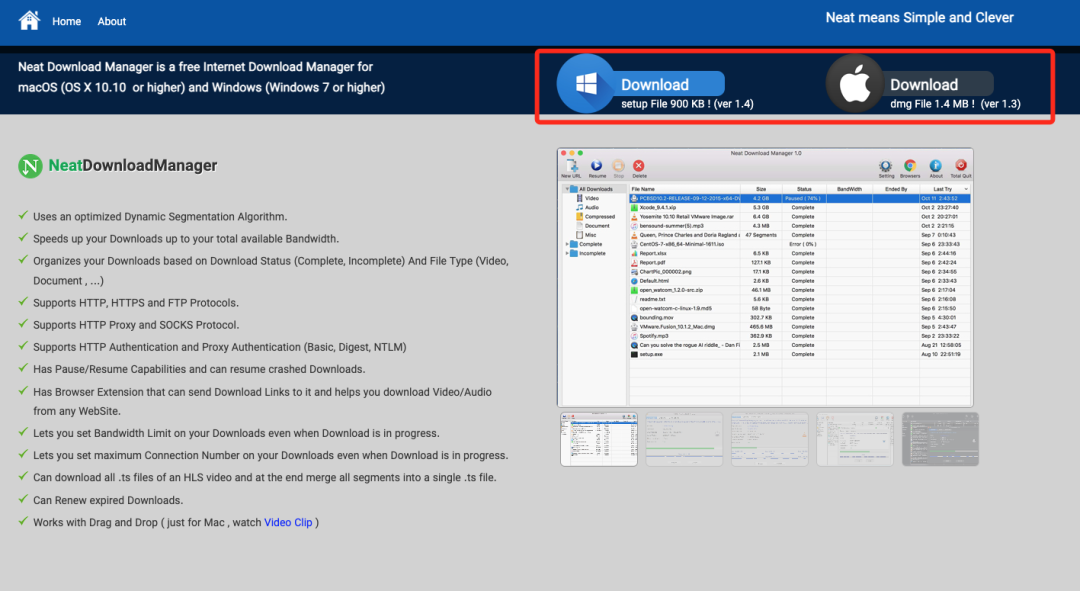 Home About
Neat means Simple and Clever
Neat Download Manager is a free Internet Download Manager for
macOS (OS X 10.10 or higher) and Windows (Windows 7 or higher)
Download
setup File 900 KB ! (ver 1.4)
Download
dmg File 1.4 MB ! (ver 1.3)
NeatDownloadManager
Uses an optimized Dynamic Segmentation Algorithm.
Speeds up your Downloads up to your total available Bandwidth.
Organizes your Downloads based on Download Status (Complete, Incomplete) And File Type (Video,
Document , ...)
Supports HTTP, HTTPS and FTP Protocols.
Supports HTTP Proxy and SOCKS Protocol.
Supports HTTP Authentication and Proxy Authentication (Basic, Digest, NTLM)
Has Pause/Resume Capabilities and can resume crashed Downloads.
Has Browser Extension that can send Download Links to it and helps you download Video/Audio
from any WebSite.
Lets you set Bandwidth Limit on your Downloads even when Download is in progress.
Lets you set maximum Connection Number on your Downloads even when Download is in progress.
Can download all .ts files of an HLS video and at the end merge all segments into a single .ts file.
Can Renew expired Downloads.
Works with Drag and Drop ( just for Mac , watch Video Clip )
Neat Download Manager 1.0
New URL Resume Stop Delete Setting Browsers About Total Quit
All Downloads
Video
Audio
Compressed
Document
Misc
Complete
Incomplete
File Name Size Status BandWidth Ended By Last Try
PCBSD10.2-RELEASE-09-12-2015-x64-DV 4.2 GB Paused ( 74% ) Oct 11 2:43:52
Xcode_8.4.1.xip 5.3 GB Complete Oct 2 23:27:40
Yosemite 10.10 Retail VMware Image.rar 6.4 GB Complete Oct 2 20:27:01
bensound-summer(5).mp3 4.3 MB Complete Oct 2 2:21:15
Queen, Prince Charles and Doria Ragland a 47 Segments Complete Sep 7 0:10:43
CentOS-7-x86_64-Minimal-1611.iso Error ( 0% ) Sep 6 23:33:43
Report.xlsx 6.5 KB Complete Sep 6 2:44:16
Report.pdf 127.1 KB Complete Sep 6 2:42:24
ChartPic_000002.png 17.1 KB Complete Sep 6 2:34:55
Default.html 2.6 KB Complete Sep 6 2:33:43
open_watcom_1.2.0-src.zip 46.1 MB Complete Sep 6 2:17:04
readme.txt 5.6 KB Complete Sep 6 2:16:08
open-watcom-c-linux-1.9.md5 58 Byte Complete Sep 6 2:15:50
bounding.mov 302.7 KB Complete Sep 5 4:30:01
VMware.Fusion_10.1.2_Mac.dmg 465.6 MB Complete Sep 5 2:43:47
Spotify.mp3 362.9 KB Complete Sep 2 23:33:22
Can you solve the rogue AI riddle_ - Dan Fi 2.5 MB Complete Aug 21 12:58:05
setup.exe 2.1 MB Complete Aug 10 22:51:19